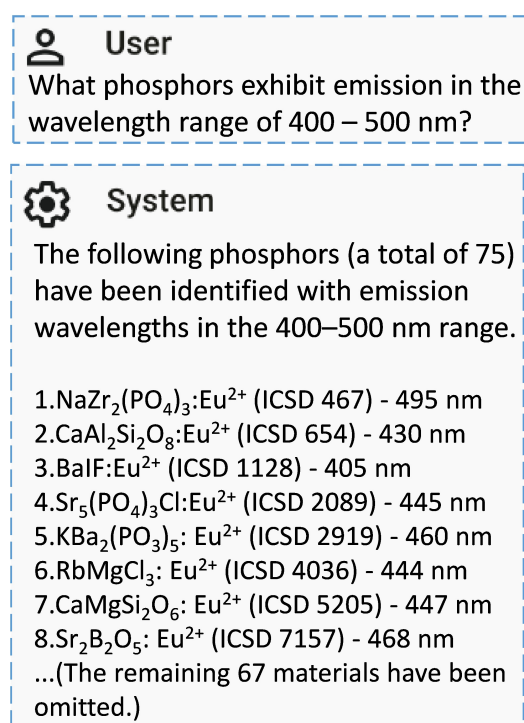 User
What phosphors exhibit emission in the
wavelength range of 400 – 500 nm?
System
The following phosphors (a total of 75)
have been identified with emission
wavelengths in the 400–500 nm range.
1.NaZr₂(PO₄)₃:Eu²⁺ (ICSD 467) - 495 nm
2.CaAl₂Si₂O₈:Eu²⁺ (ICSD 654) - 430 nm
3.BaIF:Eu²⁺ (ICSD 1128) - 405 nm
4.Sr₅(PO₄)₃Cl:Eu²⁺ (ICSD 2089) - 445 nm
5.KBa₂(PO₃)₅: Eu²⁺ (ICSD 2919) - 460 nm
6.RbMgCl₃: Eu²⁺ (ICSD 4036) - 444 nm
7.CaMgSi₂O₆: Eu²⁺ (ICSD 5205) - 447 nm
8.Sr₂B₂O₅: Eu²⁺ (ICSD 7157) - 468 nm
...(The remaining 67 materials have been
omitted.)